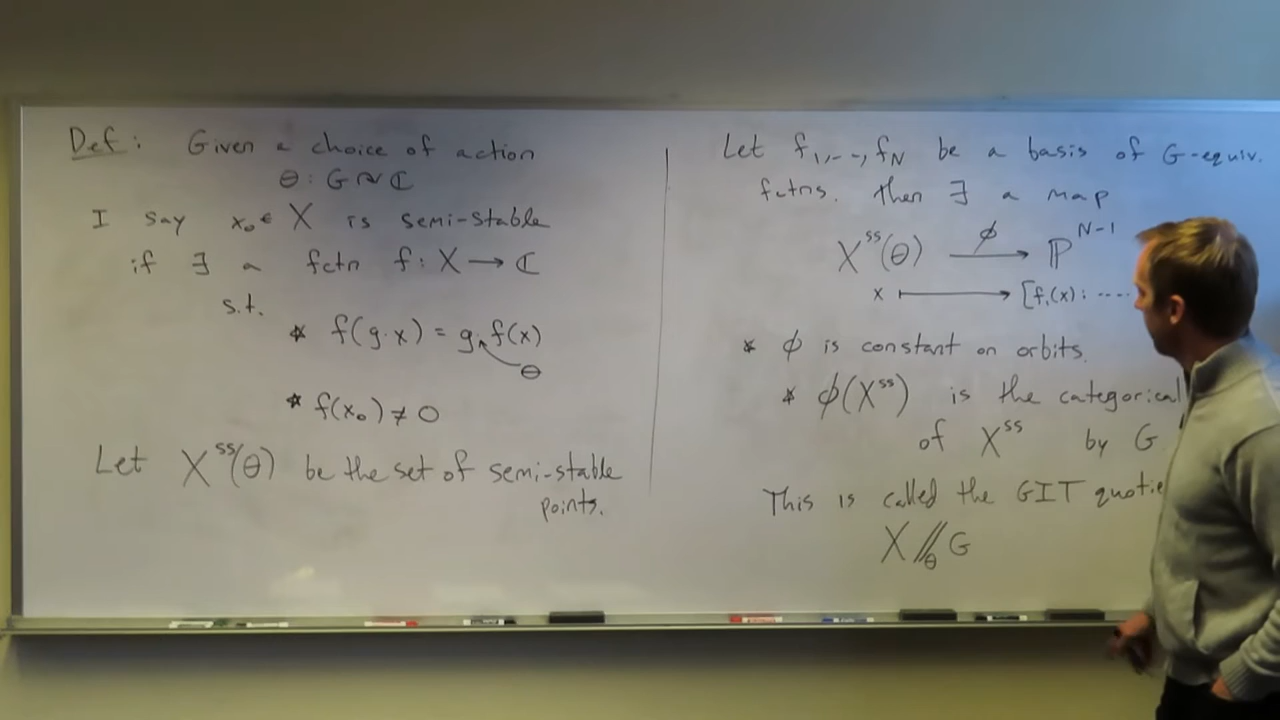 Def: Given a choice of action
θ : G ↷ ℂ
I say x₀ ∈ X is semi-stable
if ∃ a fctn f: X → ℂ
s.t.
* f(g·x) = g·f(x)
θ
* f(x₀) ≠ 0
Let X^ss(θ) be the set of semi-stable
points.
Let f₁,--,f_N be a basis of G-equiv.
fctns. then ∃ a map
X^ss(θ) —ϕ→ ℙ^N-1
x ↦ [f₁(x): ....
* ϕ is constant on orbits.
* ϕ(X^ss) is the categorical
of X^ss by G
This is called the GIT quotie
X //_θ G